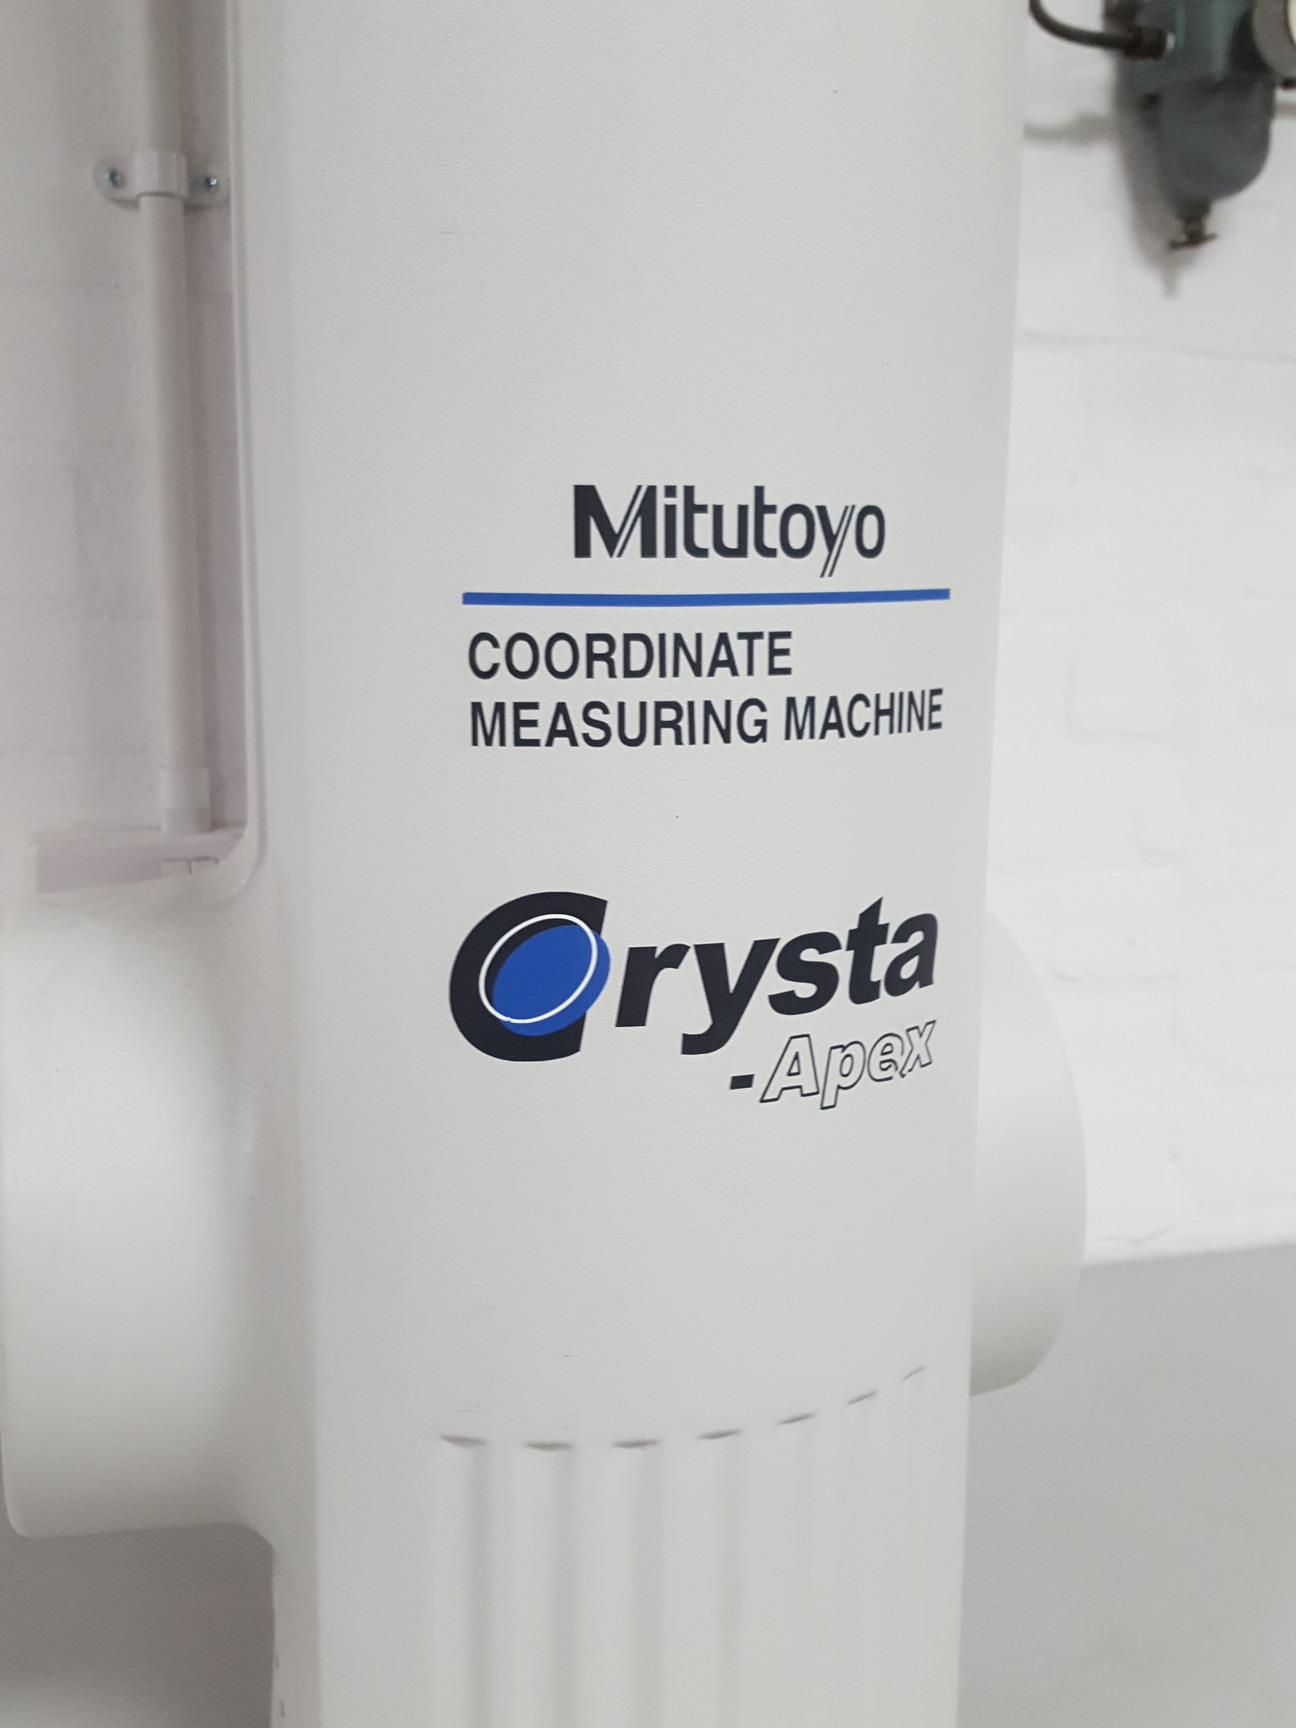 Mitutoyo
COORDINATE
MEASURING MACHINE
Crysta
-Apex